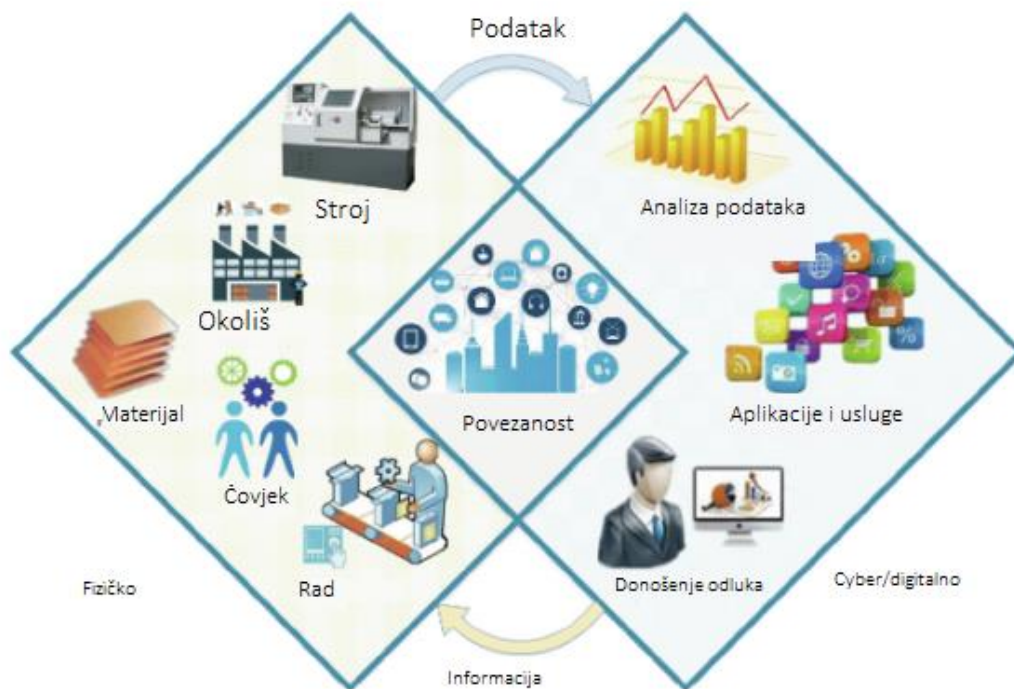 Podatak
Stroj
Analiza podataka
Okoliš
Materijal
Povezanost
Aplikacije i usluge
Čovjek
Rad
Donošenje odluka
Fizičko
Cyber/digitalno
Informacija